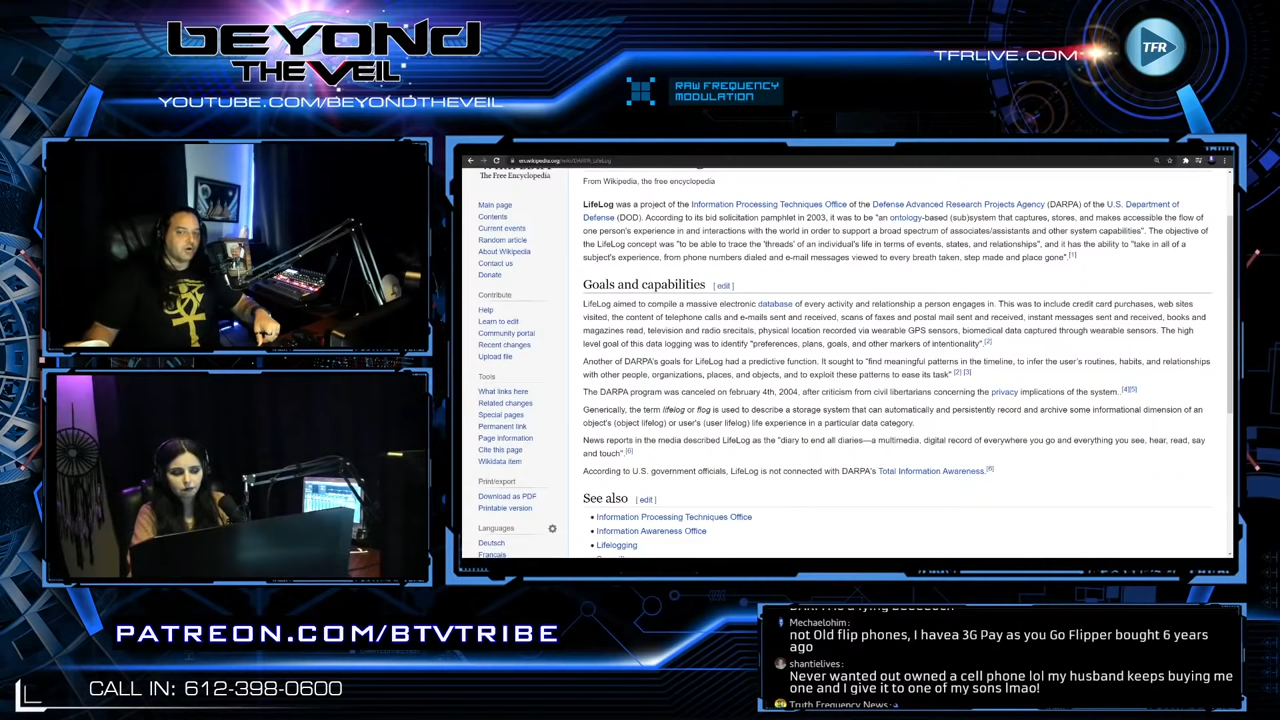 BEYOND
THE VEIL
YOUTUBE.COM/BEYONDTHEVEIL
TFRLIVE.COM
TFR
RAW FREQUENCY
MODULATION
en.wikipedia.org/wiki/DARPA_LifeLog
The Free Encyclopedia
Main page
Contents
Current events
Random article
About Wikipedia
Contact us
Donate
Contribute
Help
Learn to edit
Community portal
Recent changes
Upload file
Tools
What links here
Related changes
Special pages
Permanent link
Page information
Cite this page
Wikidata item
Print/export
Download as PDF
Printable version
Languages
Deutsch
Français
From Wikipedia, the free encyclopedia
LifeLog was a project of the Information Processing Techniques Office of the Defense Advanced Research Projects Agency (DARPA) of the U.S. Department of
Defense (DOD). According to its bid solicitation pamphlet in 2003, it was to be "an ontology-based (sub)system that captures, stores, and makes accessible the flow of
one person's experience in and interactions with the world in order to support a broad spectrum of associates/assistants and other system capabilities". The objective of
the LifeLog concept was "to be able to trace the 'threads' of an individual's life in terms of events, states, and relationships", and it has the ability to "take in all of a
subject's experience, from phone numbers dialed and e-mail messages viewed to every breath taken, step made and place gone".[1]
Goals and capabilities [ edit ]
LifeLog aimed to compile a massive electronic database of every activity and relationship a person engages in. This was to include credit card purchases, web sites
visited, the content of telephone calls and e-mails sent and received, scans of faxes and postal mail sent and received, instant messages sent and received, books and
magazines read, television and radio srecitals, physical location recorded via wearable GPS sensors, biomedical data captured through wearable sensors. The high
level goal of this data logging was to identify "preferences, plans, goals, and other markers of intentionality".[2]
Another of DARPA's goals for LifeLog had a predictive function. It sought to "find meaningful patterns in the timeline, to infer the user's routines, habits, and relationships
with other people, organizations, places, and objects, and to exploit these patterns to ease its task" [2] [3]
The DARPA program was canceled on february 4th, 2004, after criticism from civil libertarians concerning the privacy implications of the system..[4][5]
Generically, the term lifelog or flog is used to describe a storage system that can automatically and persistently record and archive some informational dimension of an
object's (object lifelog) or user's (user lifelog) life experience in a particular data category.
News reports in the media described LifeLog as the "diary to end all diaries—a multimedia, digital record of everywhere you go and everything you see, hear, read, say
and touch".[6]
According to U.S. government officials, LifeLog is not connected with DARPA's Total Information Awareness.[6]
See also [ edit ]
• Information Processing Techniques Office
• Information Awareness Office
• Lifelogging
PATREON.COM/BTVTRIBE
CALL IN: 612-398-0600
Mechaelohim:
not Old flip phones, I havea 3G Pay as you Go Flipper bought 6 years
ago
shantielives:
Never wanted out owned a cell phone lol my husband keeps buying me
one and I give it to one of my sons lmao!
Truth Frequency News: